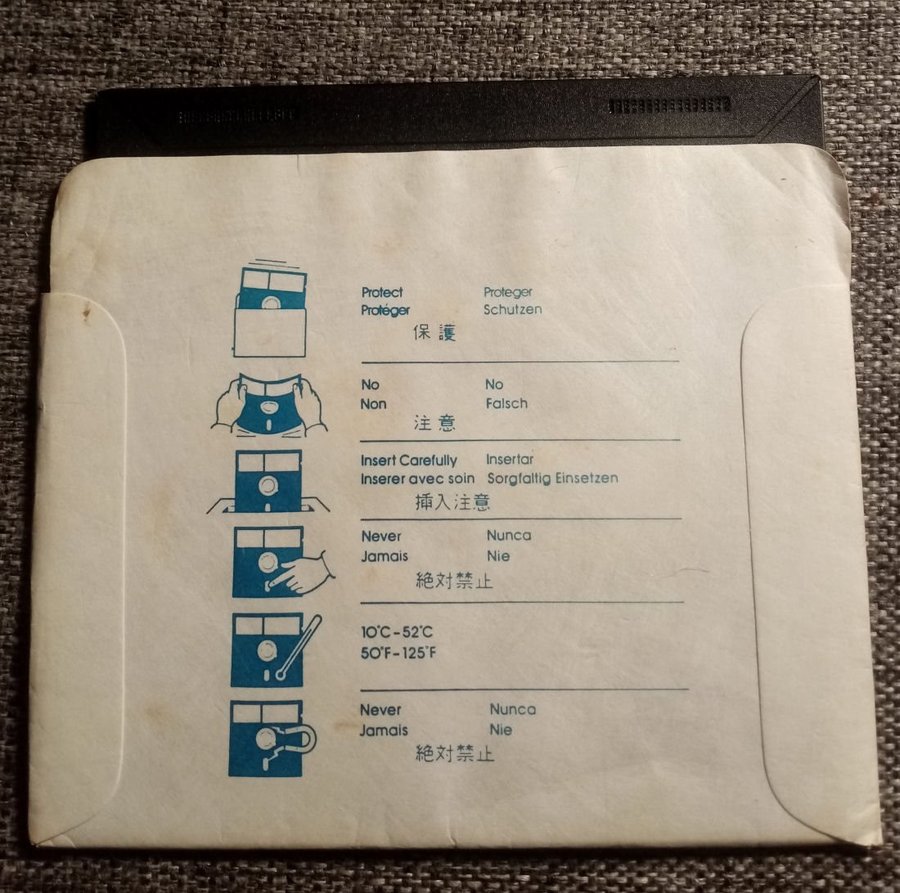 Protect Proteger
Protéger Schutzen
保護
No No
Non Falsch
注意
Insert Carefully Insertar
Inserer avec soin Sorgfaltig Einsetzen
挿入注意
Never Nunca
Jamais Nie
絶対禁止
10°C-52°C
50°F-125°F
Never Nunca
Jamais Nie
絶対禁止